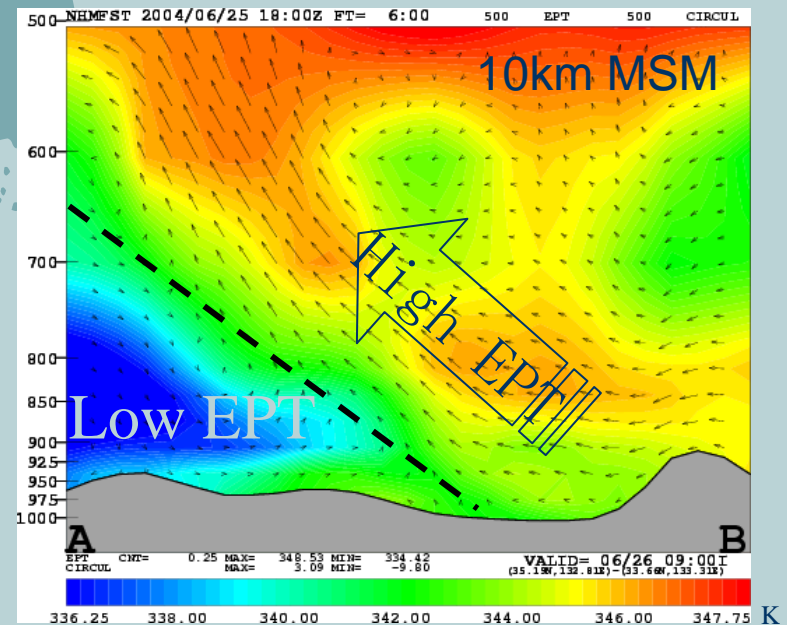 NHMFST 2004/06/25 18:00Z FT= 6:00 500 EPT 500 CIRCUL
500
10km MSM
600
700
High EPT
800
850
Low EPT
900
925
950
975
1000
A
B
EPT CNT= 0.25 MAX= 348.53 MIN= 334.42
CIRCUL MAX= 3.09 MIN= -9.80
VALID= 06/26 09:00I
(35.19N,132.81E)-(33.66N,133.31E)
336.25 338.00 340.00 342.00 344.00 346.00 347.75 K